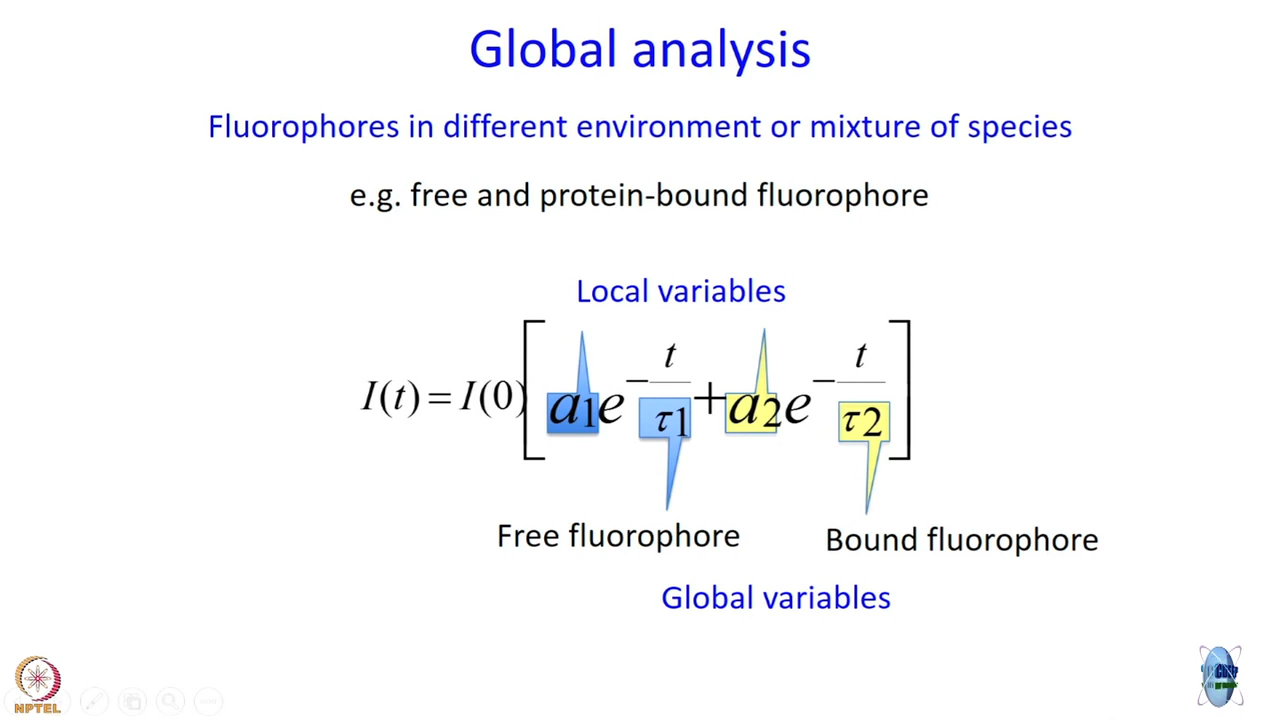 Global analysis
Fluorophores in different environment or mixture of species
e.g. free and protein-bound fluorophore
Local variables
I(t) = I(0)[a1e^(-t/τ1) + a2e^(-t/τ2)]
Free fluorophore
Bound fluorophore
Global variables
NPTEL